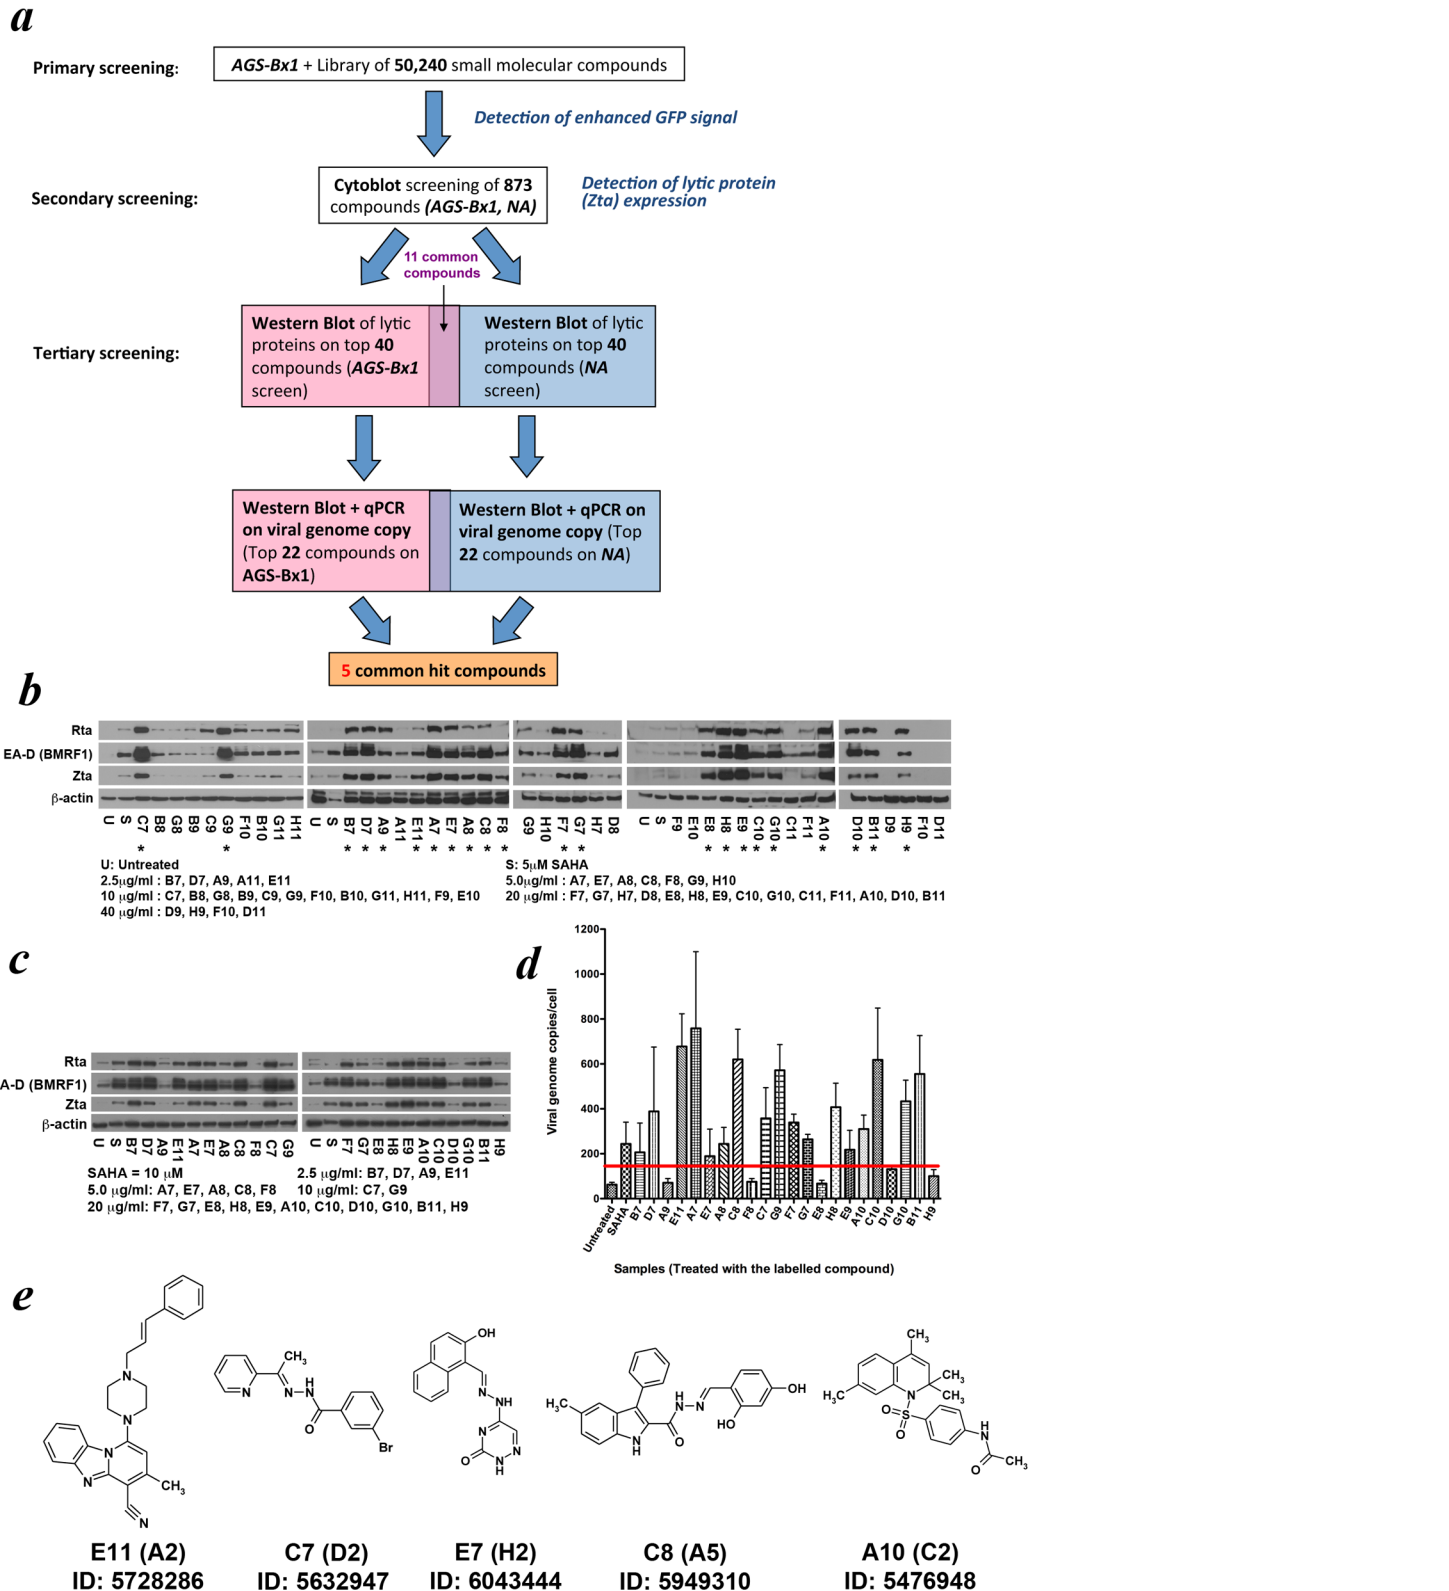 a
Primary screening:
AGS-Bx1 + Library of 50,240 small molecular compounds
Detection of enhanced GFP signal
Secondary screening:
Cytoblot screening of 873
compounds (AGS-Bx1, NA)
Detection of lytic protein
(Zta) expression
11 common
compounds
Tertiary screening:
Western Blot of lytic
proteins on top 40
compounds (AGS-Bx1
screen)
Western Blot of lytic
proteins on top 40
compounds (NA
screen)
Western Blot + qPCR
on viral genome copy
(Top 22 compounds on
AGS-Bx1)
Western Blot + qPCR on
viral genome copy (Top
22 compounds on NA)
5 common hit compounds
b
Rta
EA-D (BMRF1)
Zta
β-actin
U S C7 B8 G8 B9 C9 G9 F10 B10 G11 H11 U S B7 D7 A9 A11 E11 A7 E7 A8 C8 F8 G9 H10 F7 G7 H7 D8 U S F9 E10 E8 H8 E9 C10 G10 C11 F11 A10 D10 B11 D9 H9 F10 D11
* * * * * * * * * * * * * * * * * * * * *
U: Untreated
S: 5μM SAHA
2.5μg/ml : B7, D7, A9, A11, E11
5.0μg/ml : A7, E7, A8, C8, F8, G9, H10
10 μg/ml : C7, B8, G8, B9, C9, G9, F10, B10, G11, H11, F9, E10
20 μg/ml : F7, G7, H7, D8, E8, H8, E9, C10, G10, C11, F11, A10, D10, B11
40 μg/ml : D9, H9, F10, D11
c
Rta
A-D (BMRF1)
Zta
β-actin
U S B7 D7 A9 E11 A7 E7 A8 C8 F8 C7 G9 U S F7 G7 E8 H8 E9 A10 C10 D10 G10 B11 H9
SAHA = 10 μM
2.5 μg/ml: B7, D7, A9, E11
5.0 μg/ml: A7, E7, A8, C8, F8
10 μg/ml: C7, G9
20 μg/ml: F7, G7, E8, H8, E9, A10, C10, D10, G10, B11, H9
d
Viral genome copies/cell
1200
1000
800
600
400
200
0
Untreated SAHA B7 D7 A9 E11 A7 E7 A8 C8 F8 C7 G9 F7 G7 E8 H8 E9 A10 C10 D10 G10 B11 H9
Samples (Treated with the labelled compound)
e
N
N
N
N
CH3
N
CH3
N
N
NH
O
Br
OH
N
NH
N
O
N
N
H
CH3
N
H
H
N
N
O
HO
OH
CH3
CH3
CH3
CH3
N
O
S
O
H
N
O
CH3
E11 (A2)
ID: 5728286
C7 (D2)
ID: 5632947
E7 (H2)
ID: 6043444
C8 (A5)
ID: 5949310
A10 (C2)
ID: 5476948